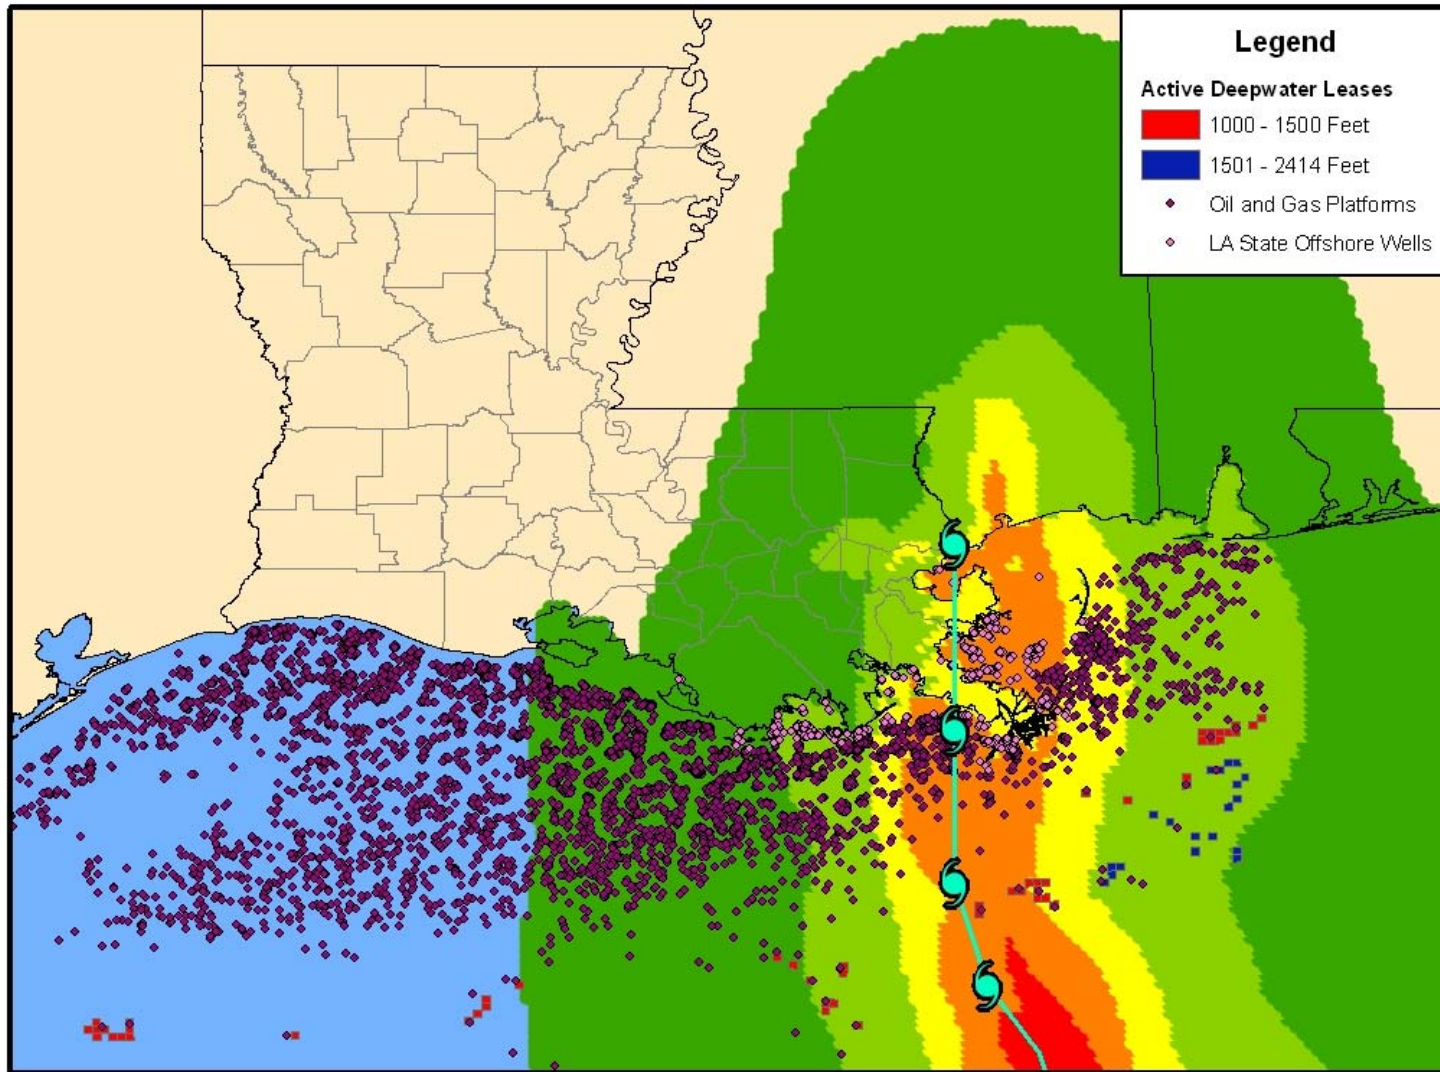 Legend
Active Deepwater Leases
1000 - 1500 Feet
1501 - 2414 Feet
Oil and Gas Platforms
LA State Offshore Wells